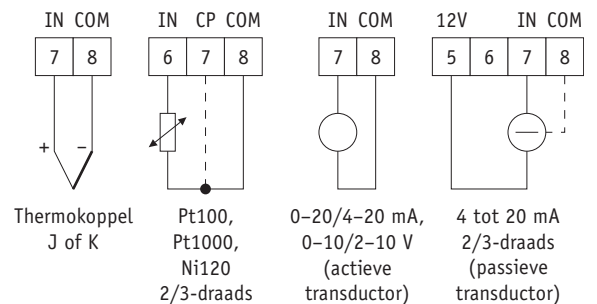 IN COM
7 8
+ −
Thermokoppel
J of K
IN CP COM
6 7 8
Pt100,
Pt1000,
Ni120
2/3-draads
IN COM
7 8
0–20/4–20 mA,
0–10/2–10 V
(actieve
transductor)
12V IN COM
5 6 7 8
4 tot 20 mA
2/3-draads
(passieve
transductor)